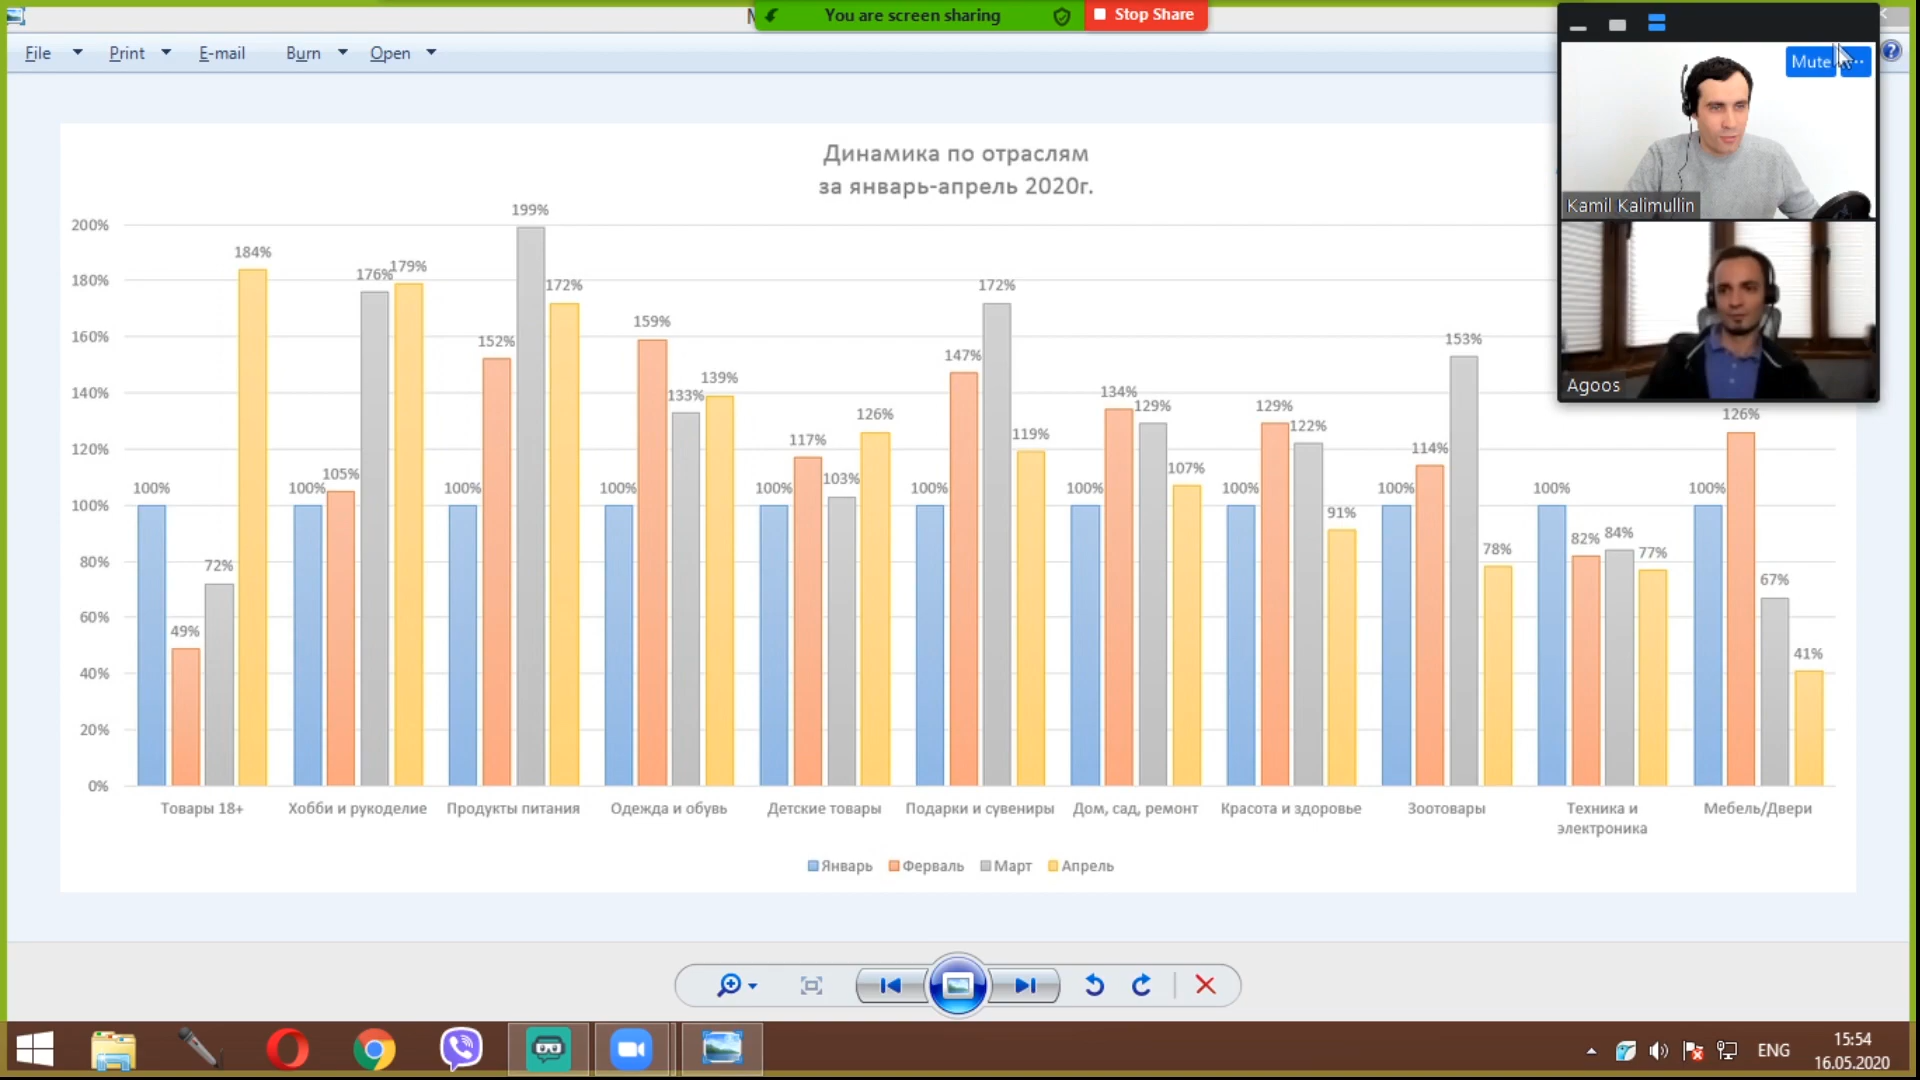 You are screen sharing
Stop Share
File
Print
E-mail
Burn
Open
Mute
Kamil Kalimullin
Agoos
Динамика по отраслям
за январь-апрель 2020г.
200%
180%
160%
140%
120%
100%
80%
60%
40%
20%
0%
100% 49% 72% 184%
100% 105% 176% 179%
100% 152% 199% 172%
100% 159% 133% 139%
100% 117% 103% 126%
100% 147% 172% 119%
100% 134% 129% 107%
100% 129% 122% 91%
100% 114% 153% 78%
100% 82% 84% 77%
100% 126% 67% 41%
Товары 18+
Хобби и рукоделие
Продукты питания
Одежда и обувь
Детские товары
Подарки и сувениры
Дом, сад, ремонт
Красота и здоровье
Зоотовары
Техника и
электроника
Мебель/Двери
Январь Ферваль Март Апрель
ENG
15:54
16.05.2020